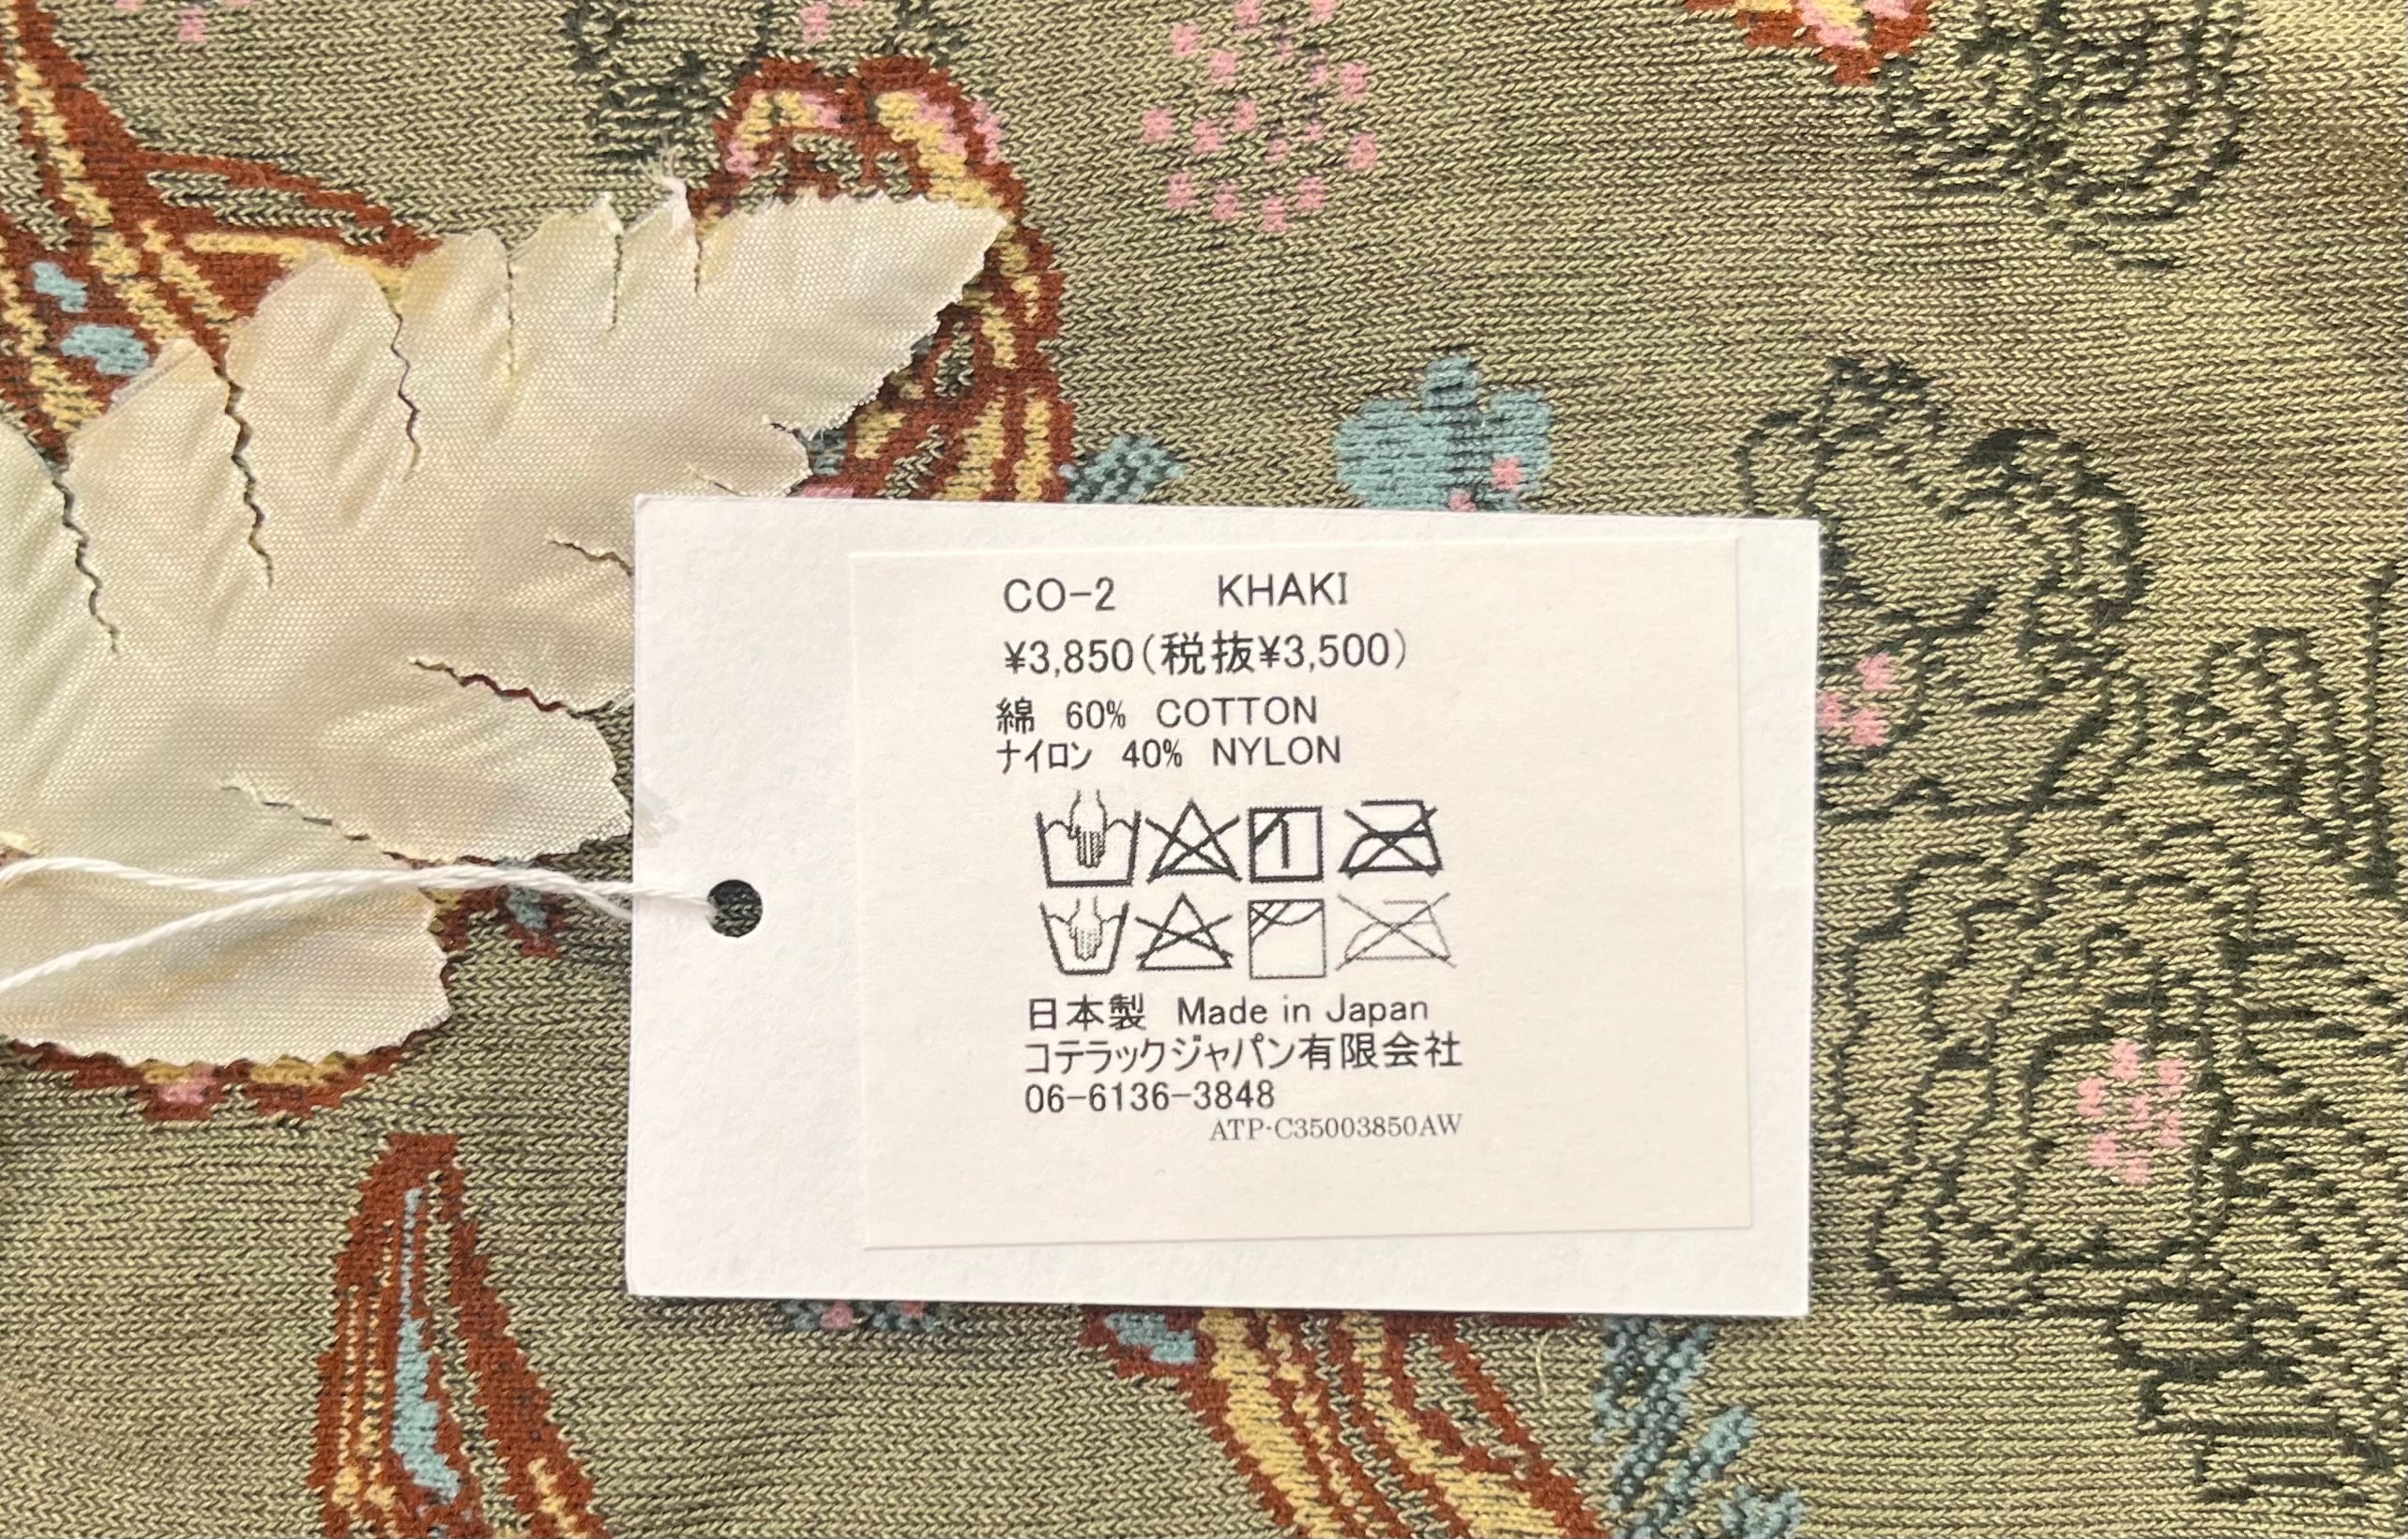 CO-2 KHAKI
¥3,850(税抜¥3,500)
綿 60% COTTON
ナイロン 40% NYLON
日本製 Made in Japan
コテラックジャパン有限会社
06-6136-3848
ATP-C35003850AW